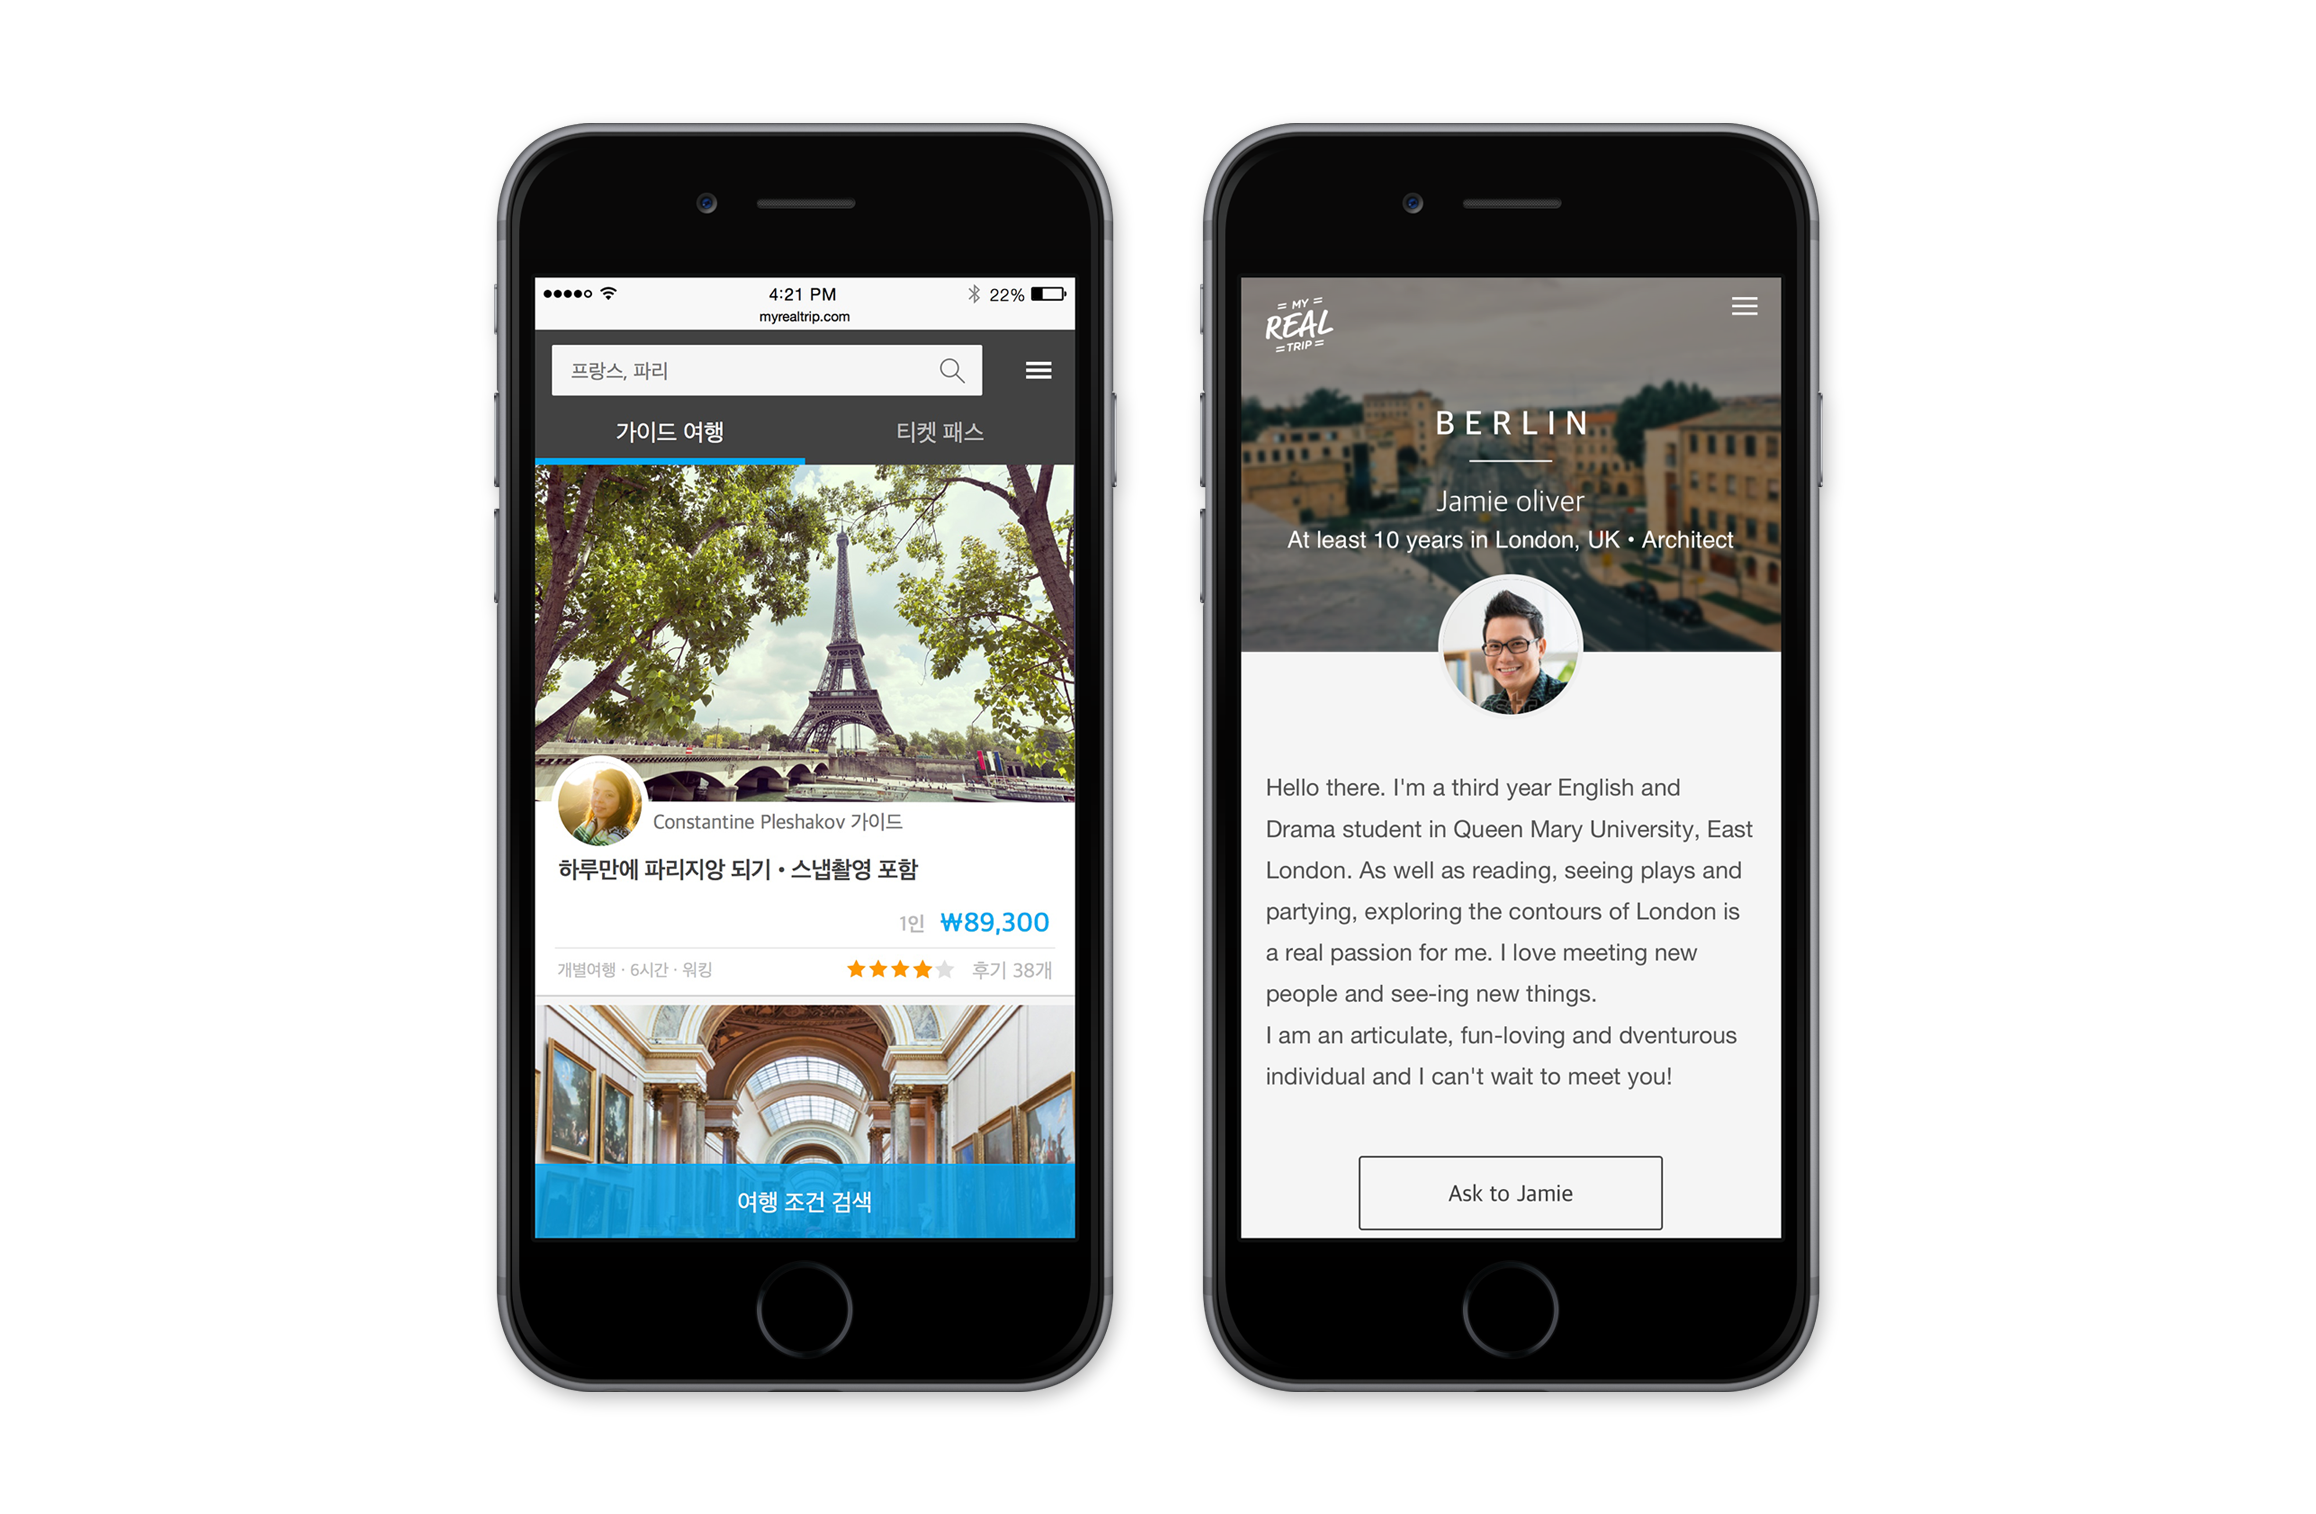 4:21 PM
22%
myrealtrip.com
프랑스, 파리
가이드 여행
티켓 패스
Constantine Pleshakov 가이드
하루만에 파리지앙 되기 • 스냅촬영 포함
1인 ₩89,300
개별여행 · 6시간 · 워킹
후기 38개
여행 조건 검색
MY
REAL
TRIP
BERLIN
Jamie oliver
At least 10 years in London, UK • Architect
Hello there. I'm a third year English and
Drama student in Queen Mary University, East
London. As well as reading, seeing plays and
partying, exploring the contours of London is
a real passion for me. I love meeting new
people and see-ing new things.
I am an articulate, fun-loving and dventurous
individual and I can't wait to meet you!
Ask to Jamie